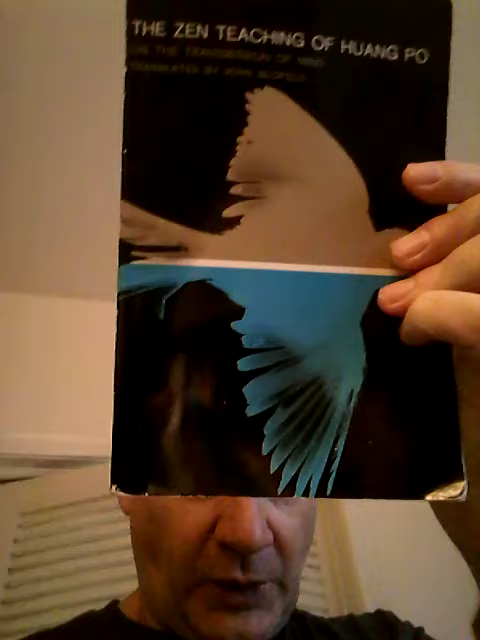 THE ZEN TEACHING OF HUANG PO
ON THE TRANSMISSION OF MIND
TRANSLATED BY JOHN BLOFELD